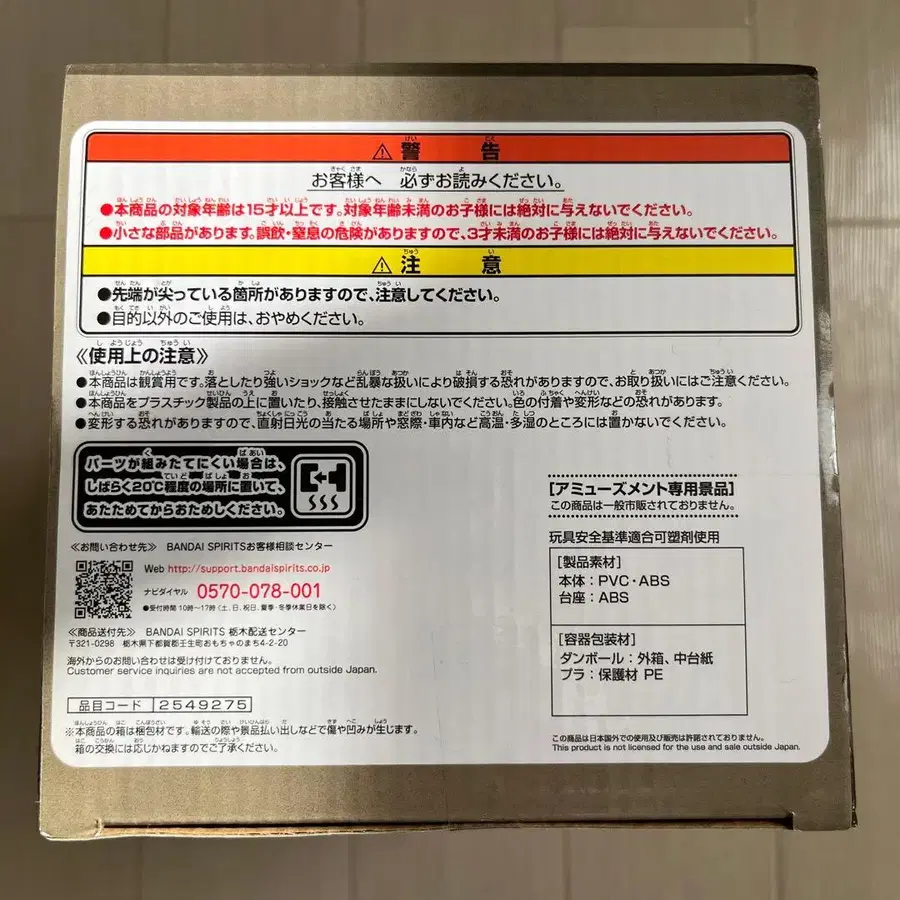 ⚠警告
お客様へ 必ずお読みください。
●本商品の対象年齢は15才以上です。対象年齢未満のお子様には絶対に与えないでください。
●小さな部品があります。誤飲・窒息の危険がありますので、3才未満のお子様には絶対に与えないでください。
⚠注意
●先端が尖っている箇所がありますので、注意してください。
●目的以外のご使用は、おやめください。
《使用上の注意》
●本商品は観賞用です。落としたり強いショックなど乱暴な扱いにより破損する恐れがありますので、お取り扱いにはご注意ください。
●本商品をプラスチック製品の上に置いたり、接触させたままにしないでください。色の付着や変形などの恐れがあります。
●変形する恐れがありますので、直射日光の当たる場所や窓際・車内など高温・多湿のところには置かないでください。
パーツが組みたてにくい場合は、
しばらく20℃程度の場所に置いて、
あたためてからおためしください。
≪お問い合わせ先≫ BANDAI SPIRITSお客様相談センター
Web http://support.bandaispirits.co.jp
ナビダイヤル 0570-078-001
●受付時間 10時〜17時 (土、日、祝日、夏季・冬季休業日を除く)
≪商品送付先≫ BANDAI SPIRITS 栃木配送センター
〒321-0298 栃木県下都賀郡壬生町おもちゃのまち4-2-20
海外からのお問い合わせは受け付けておりません。
Customer service inquiries are not accepted from outside Japan.
品目コード 2549275
※本商品の箱は梱包材です。輸送の際や景品払い出しなどで傷や凹みが生じます。
箱の交換には応じかねますのでご了承ください。
[アミューズメント専用景品]
この商品は一般市販されておりません。
玩具安全基準適合可塑剤使用
[製品素材]
本体:PVC・ABS
台座:ABS
[容器包装材]
ダンボール:外箱、中台紙
プラ:保護材 PE
この商品は日本国外での使用及び販売は許諾されておりません。
This product is not licensed for the use and sale outside Japan.